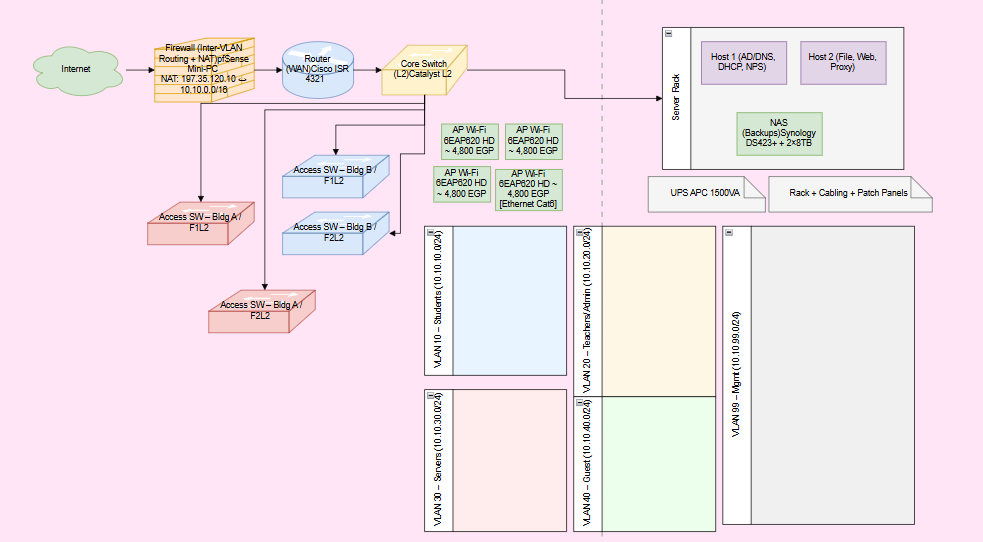 Internet
Firewall (Inter-VLAN
Routing + NAT)pfSense
Mini-PC
NAT: 197.35.120.10 ت
10.10.0.0/16
Router
(WAN)Cisco ISR
4321
Core Switch
(L2)Catalyst L2
Server Rack
Host 1 (AD/DNS,
DHCP, NPS)
Host 2 (File, Web,
Proxy)
NAS
(Backups)Synology
DS423+ + 2×8TB
AP Wi-Fi
6EAP620 HD
~ 4,800 EGP
AP Wi-Fi
6EAP620 HD
~ 4,800 EGP
AP Wi-Fi
6EAP620 HD
~ 4,800 EGP
AP Wi-Fi
6EAP620 HD ~
4,800 EGP
[Ethernet Cat6]
Access SW – Bldg B /
F1L2
Access SW – Bldg A /
F1L2
Access SW – Bldg B /
F2L2
Access SW – Bldg A /
F2L2
UPS APC 1500VA
Rack + Cabling + Patch Panels
VLAN 10 – Students (10.10.10.0/24)
VLAN 20 – Teachers/Admin (10.10.20.0/24)
VLAN 99 – Mgmt (10.10.99.0/24)
VLAN 30 – Servers (10.10.30.0/24)
VLAN 40 – Guest (10.10.40.0/24)